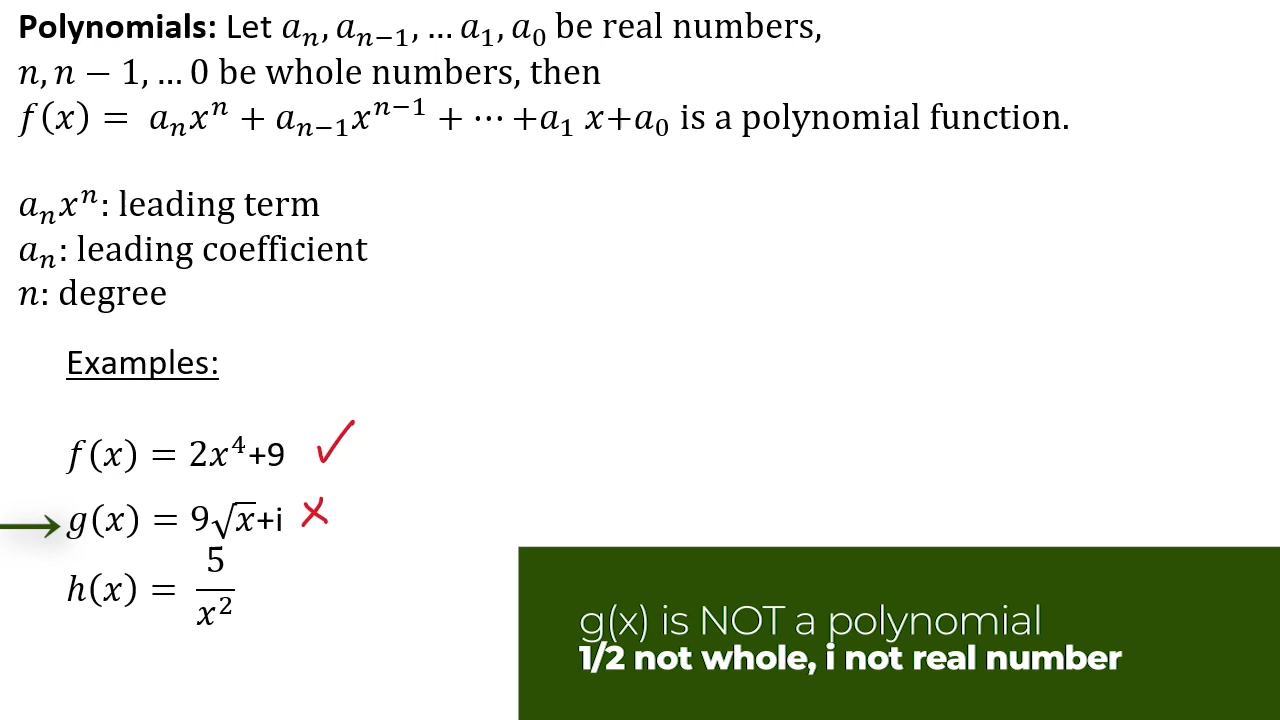 Polynomials: Let aₙ, aₙ₋₁, … a₁, a₀ be real numbers,
n, n − 1, … 0 be whole numbers, then
f(x) = aₙxⁿ + aₙ₋₁xⁿ⁻¹ + ⋯ +a₁ x+a₀ is a polynomial function.
aₙxⁿ: leading term
aₙ: leading coefficient
n: degree
Examples:
f(x) = 2x⁴+9 ✓
g(x) = 9√x+i ✗
h(x) = 5/x²
g(x) is NOT a polynomial
1/2 not whole, i not real number